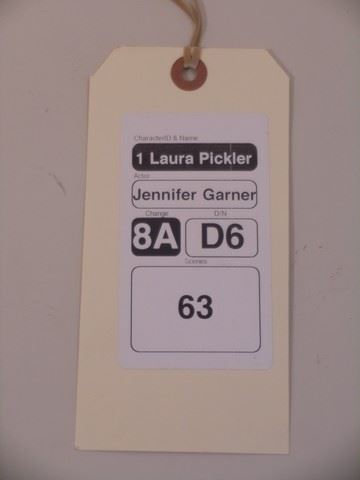 CharacterID & Name
1 Laura Pickler
Actor
Jennifer Garner
Change D/N
8A D6
Scenes
63